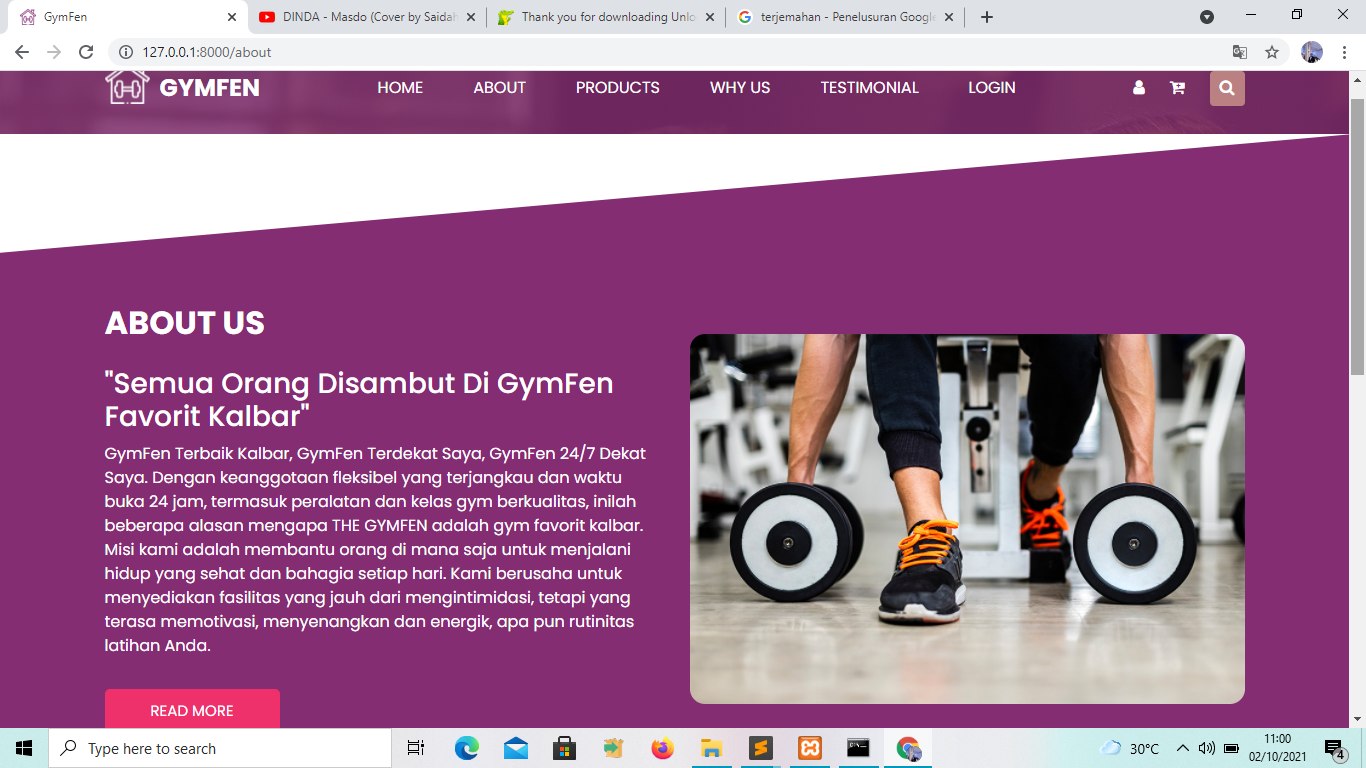 GymFen
DINDA - Masdo (Cover by Saidah
Thank you for downloading Unlo
terjemahan - Penelusuran Google
127.0.0.1:8000/about
GYMFEN
HOME
ABOUT
PRODUCTS
WHY US
TESTIMONIAL
LOGIN
ABOUT US
"Semua Orang Disambut Di GymFen
Favorit Kalbar"
GymFen Terbaik Kalbar, GymFen Terdekat Saya, GymFen 24/7 Dekat
Saya. Dengan keanggotaan fleksibel yang terjangkau dan waktu
buka 24 jam, termasuk peralatan dan kelas gym berkualitas, inilah
beberapa alasan mengapa THE GYMFEN adalah gym favorit kalbar.
Misi kami adalah membantu orang di mana saja untuk menjalani
hidup yang sehat dan bahagia setiap hari. Kami berusaha untuk
menyediakan fasilitas yang jauh dari mengintimidasi, tetapi yang
terasa memotivasi, menyenangkan dan energik, apa pun rutinitas
latihan Anda.
READ MORE
Type here to search
30°C
11:00
02/10/2021
4